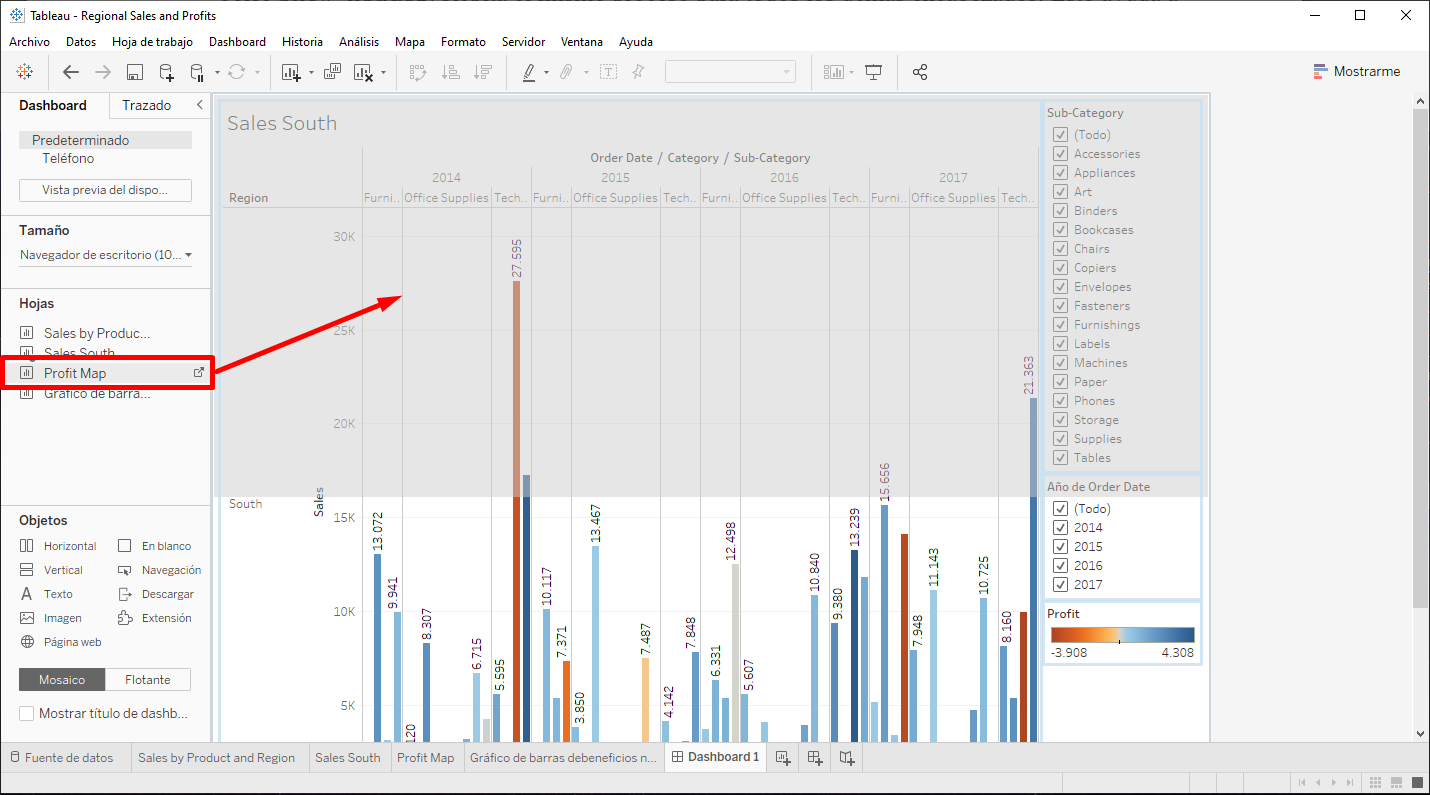 Tableau - Regional Sales and Profits
Archivo Datos Hoja de trabajo Dashboard Historia Análisis Mapa Formato Servidor Ventana Ayuda
Mostrarme
Dashboard Trazado
Predeterminado
Teléfono
Vista previa del dispo...
Tamaño
Navegador de escritorio (10...
Hojas
Sales by Produc...
Sales South
Profit Map
Gráfico de barra...
Objetos
Horizontal En blanco
Vertical Navegación
Texto Descargar
Imagen Extensión
Página web
Mosaico Flotante
Mostrar título de dashb...
Sales South
Order Date / Category / Sub-Category
2014 2015 2016 2017
Region Furni.. Office Supplies Tech.. Furni.. Office Supplies Tech.. Furni.. Office Supplies Tech.. Furni.. Office Supplies Tech..
South
Sales
30K
25K
20K
15K
10K
5K
13.072
9.941
120
8.307
6.715
5.595
27.595
10.117
7.371
3.850
13.467
7.487
4.142
7.848
6.331
12.498
5.607
10.840
9.380
13.239
15.656
7.948
11.143
10.725
8.160
21.363
Sub-Category
(Todo)
Accessories
Appliances
Art
Binders
Bookcases
Chairs
Copiers
Envelopes
Fasteners
Furnishings
Labels
Machines
Paper
Phones
Storage
Supplies
Tables
Año de Order Date
(Todo)
2014
2015
2016
2017
Profit
-3.908 4.308
Fuente de datos Sales by Product and Region Sales South Profit Map Gráfico de barras debeneficios n... Dashboard 1